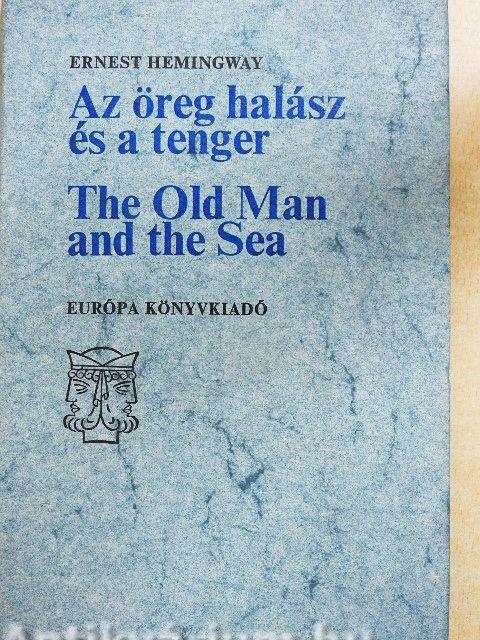 ERNEST HEMINGWAY
Az öreg halász
és a tenger
The Old Man
and the Sea
EURÓPA KÖNYVKIADÓ